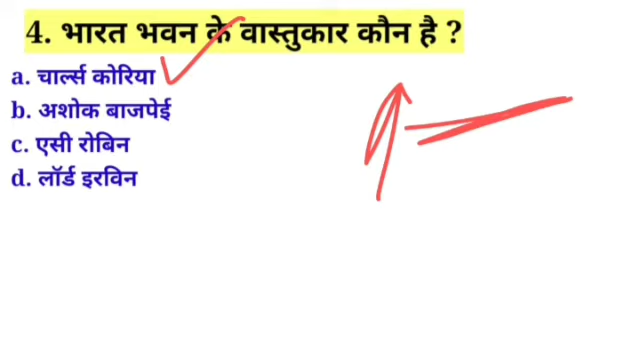 4. भारत भवन के वास्तुकार कौन है ?
a. चार्ल्स कोरिया
b. अशोक बाजपेई
c. एसी रोबिन
d. लॉर्ड इरविन